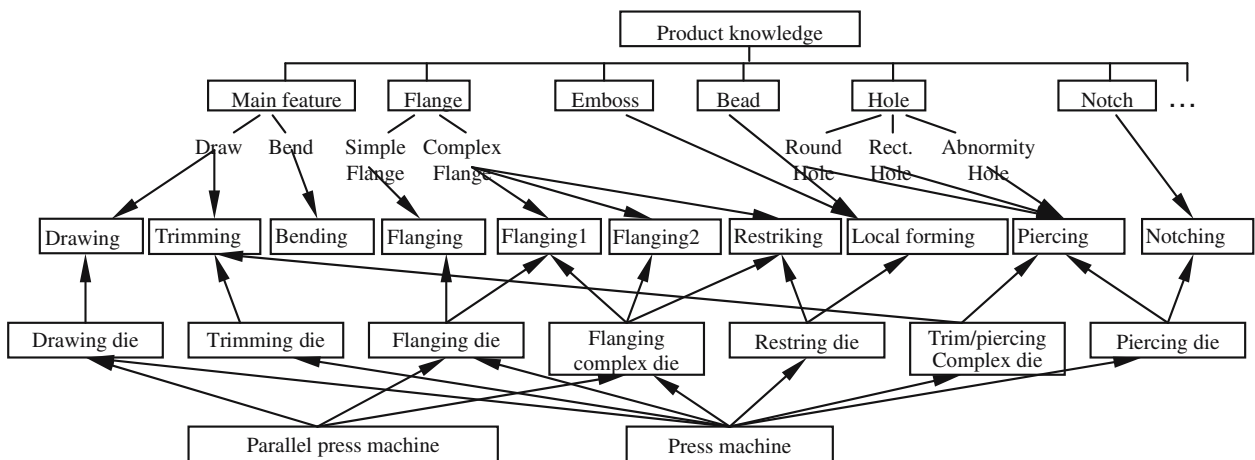 Product knowledge
Main feature
Flange
Emboss
Bead
Hole
Notch
...
Draw
Bend
Simple
Flange
Complex
Flange
Round
Hole
Rect.
Hole
Abnormity
Hole
Drawing
Trimming
Bending
Flanging
Flanging1
Flanging2
Restriking
Local forming
Piercing
Notching
Drawing die
Trimming die
Flanging die
Flanging
complex die
Restring die
Trim/piercing
Complex die
Piercing die
Parallel press machine
Press machine